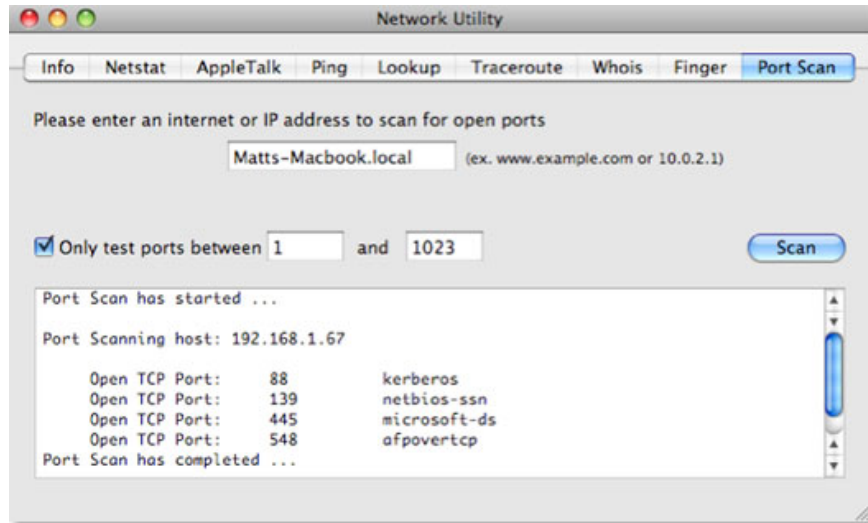 Network Utility
Info Netstat AppleTalk Ping Lookup Traceroute Whois Finger Port Scan
Please enter an internet or IP address to scan for open ports
Matts-Macbook.local (ex. www.example.com or 10.0.2.1)
Only test ports between 1 and 1023 Scan
Port Scan has started ...
Port Scanning host: 192.168.1.67
Open TCP Port: 88 kerberos
Open TCP Port: 139 netbios-ssn
Open TCP Port: 445 microsoft-ds
Open TCP Port: 548 afpovertcp
Port Scan has completed ...